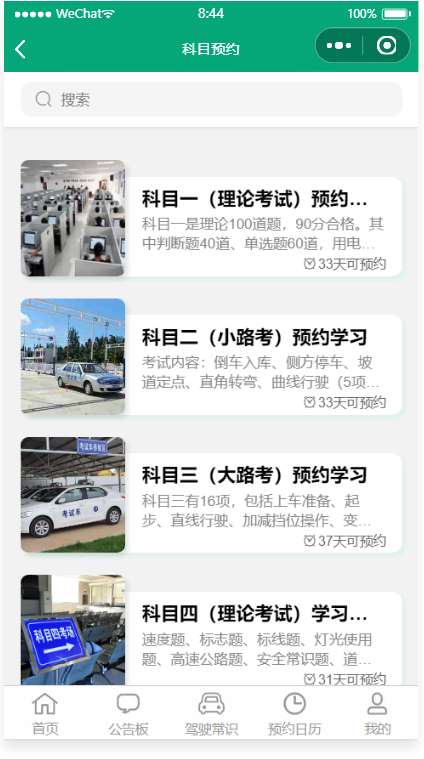 WeChat
8:44
100%
科目预约
搜索
科目一（理论考试）预约...
科目一是理论100道题，90分合格。其
中判断题40道、单选题60道，用电...
33天可预约
科目二（小路考）预约学习
考试内容：倒车入库、侧方停车、坡
道定点、直角转弯、曲线行驶（5项...
33天可预约
考试车停放区
考试车
科目三（大路考）预约学习
科目三有16项，包括上车准备、起
步、直线行驶、加减挡位操作、变...
37天可预约
科目四考场
科目四（理论考试）学习...
速度题、标志题、标线题、灯光使用
题、高速公路题、安全常识题、道...
31天可预约
首页
公告板
驾驶常识
预约日历
我的